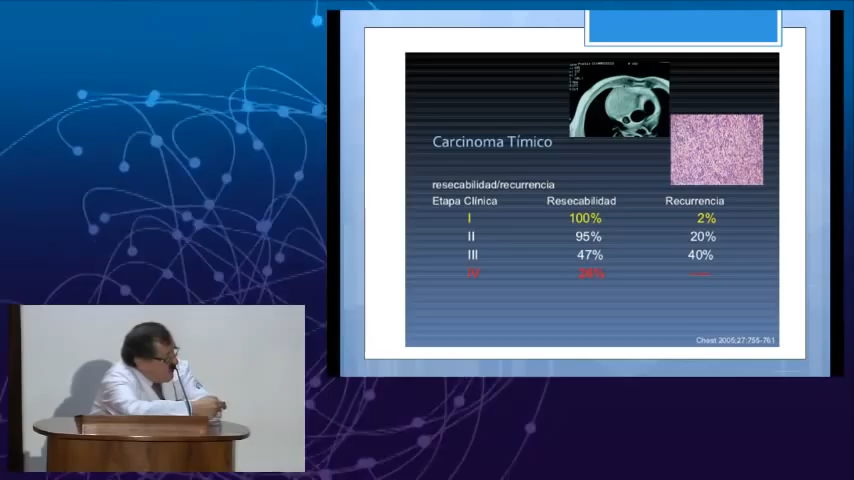 Carcinoma Tímico
resecabilidad/recurrencia
Etapa Clínica Resecabilidad Recurrencia
I 100% 2%
II 95% 20%
III 47% 40%
IV ----
Chest 2005;27:755-761